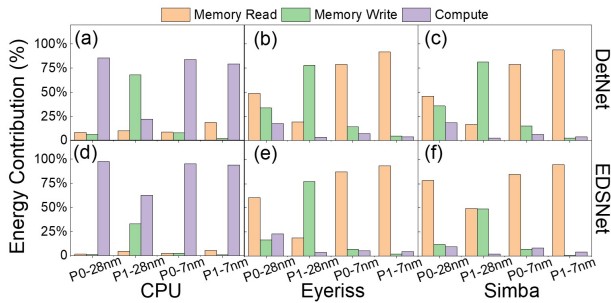 Memory Read Memory Write Compute
Energy Contribution (%)
100%
75%
50%
25%
0%
(a) (b) (c)
DetNet
100%
75%
50%
25%
0%
(d) (e) (f)
EDSNet
P0-28nm P1-28nm P0-7nm P1-7nm P0-28nm P1-28nm P0-7nm P1-7nm P0-28nm P1-28nm P0-7nm P1-7nm
CPU Eyeriss Simba